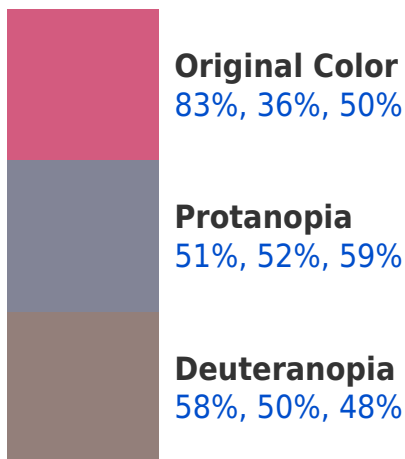 Original Color
83%, 36%, 50%
Protanopia
51%, 52%, 59%
Deuteranopia
58%, 50%, 48%